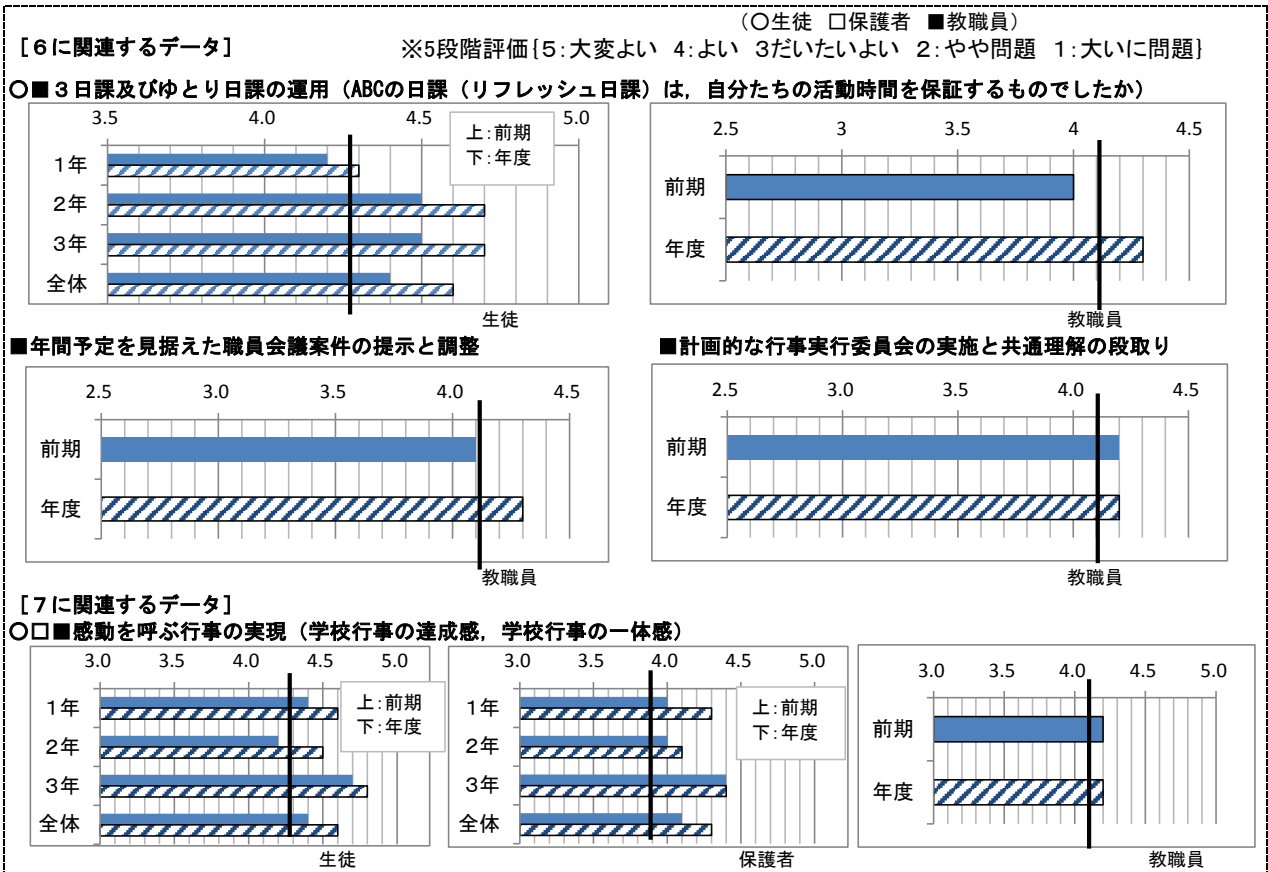 (○生徒 □保護者 ■教職員)
[6に関連するデータ]
※5段階評価{5:大変よい 4:よい 3だいたいよい 2:やや問題 1:大いに問題}
○■3日課及びゆとり日課の運用(ABCの日課(リフレッシュ日課)は,自分たちの活動時間を保証するものでしたか)
3.5 4.0 4.5 5.0
上:前期
下:年度
1年
2年
3年
全体
生徒
2.5 3 3.5 4 4.5
前期
年度
教職員
■年間予定を見据えた職員会議案件の提示と調整
2.5 3.0 3.5 4.0 4.5
前期
年度
教職員
■計画的な行事実行委員会の実施と共通理解の段取り
2.5 3.0 3.5 4.0 4.5
前期
年度
教職員
[7に関連するデータ]
○□■感動を呼ぶ行事の実現(学校行事の達成感,学校行事の一体感)
3.0 3.5 4.0 4.5 5.0
上:前期
下:年度
1年
2年
3年
全体
生徒
3.0 3.5 4.0 4.5 5.0
上:前期
下:年度
1年
2年
3年
全体
保護者
3.0 3.5 4.0 4.5 5.0
前期
年度
教職員